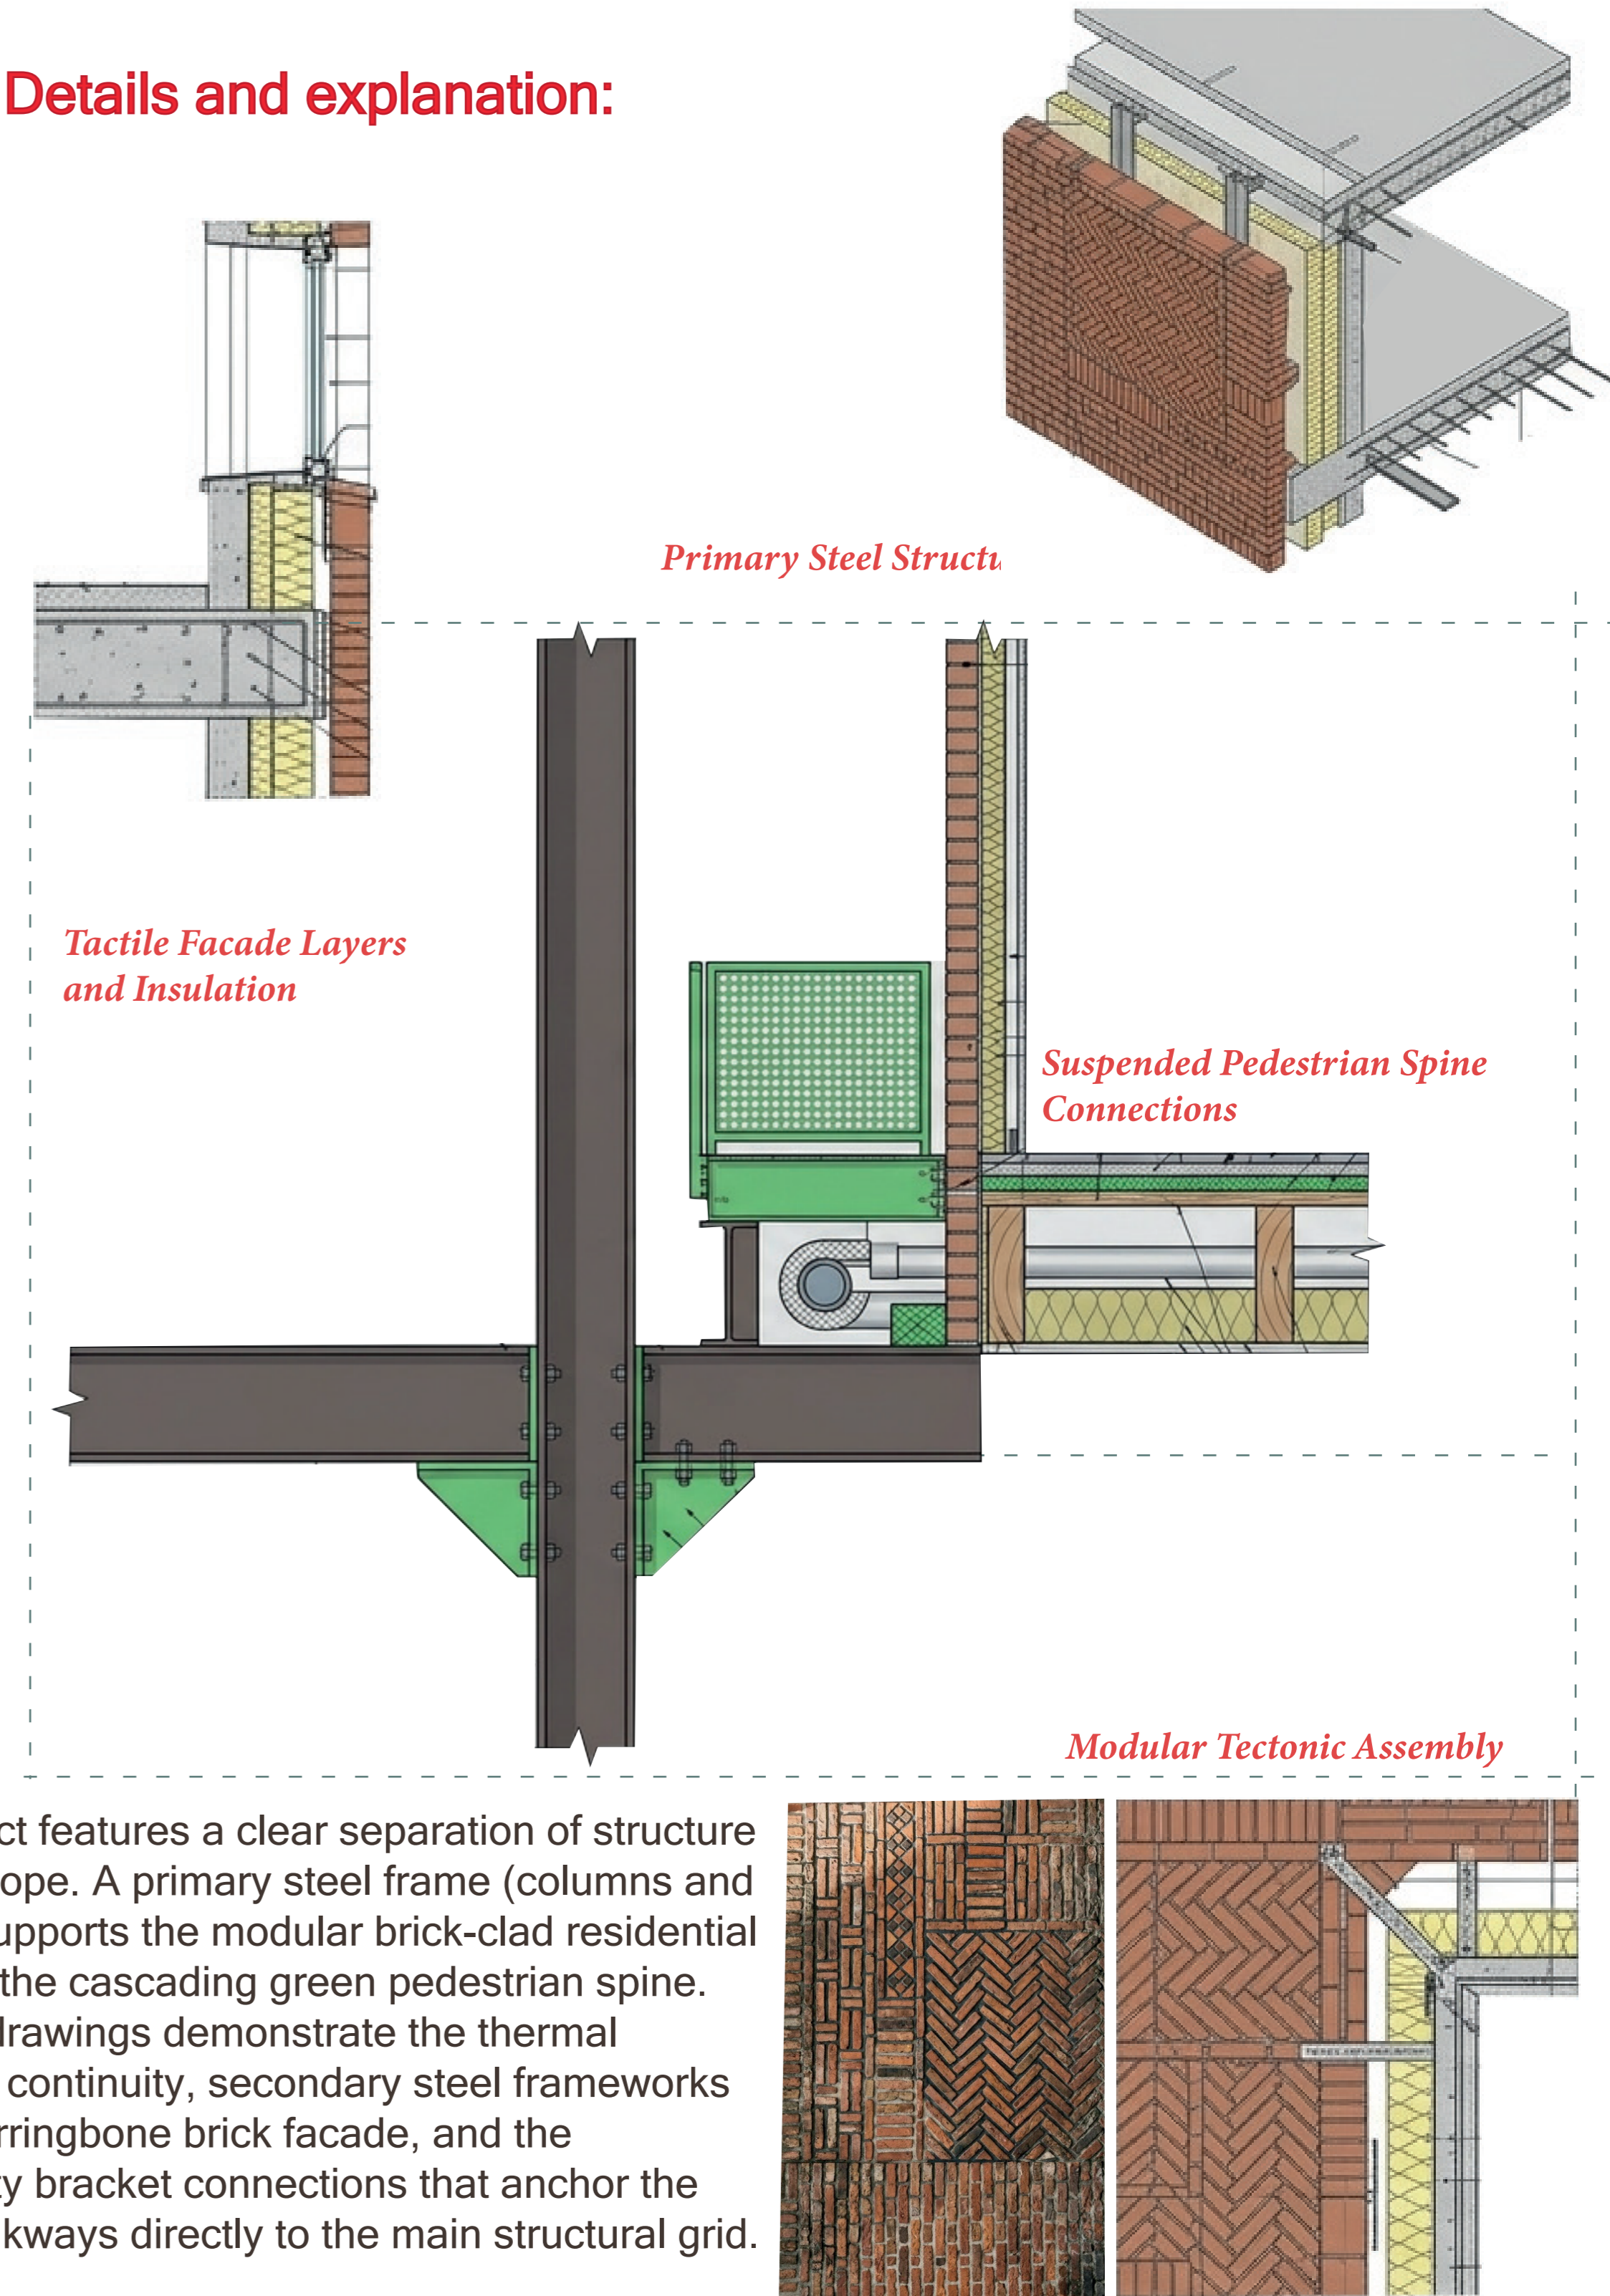 Details and explanation:
Primary Steel Structu
Tactile Facade Layers
and Insulation
Suspended Pedestrian Spine
Connections
Modular Tectonic Assembly
ct features a clear separation of structure
ope. A primary steel frame (columns and
upports the modular brick-clad residential
the cascading green pedestrian spine.
drawings demonstrate the thermal
continuity, secondary steel frameworks
rringbone brick facade, and the
ty bracket connections that anchor the
kways directly to the main structural grid.